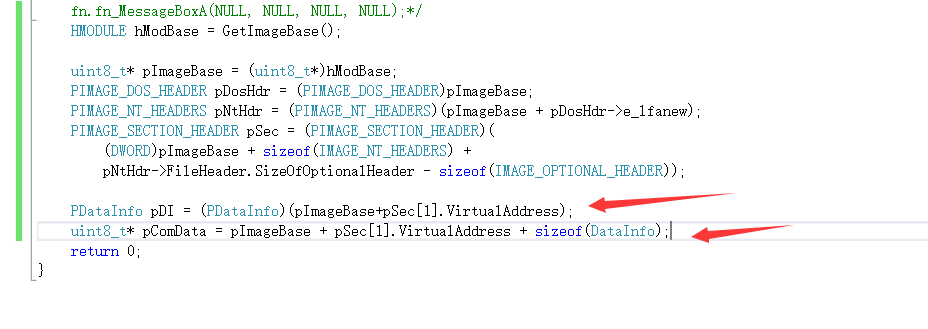 fn.fn_MessageBoxA(NULL, NULL, NULL, NULL);*/
HMODULE hModBase = GetImageBase();
uint8_t* pImageBase = (uint8_t*)hModBase;
PIMAGE_DOS_HEADER pDosHdr = (PIMAGE_DOS_HEADER)pImageBase;
PIMAGE_NT_HEADERS pNtHdr = (PIMAGE_NT_HEADERS)(pImageBase + pDosHdr->e_lfanew);
PIMAGE_SECTION_HEADER pSec = (PIMAGE_SECTION_HEADER)(
(DWORD)pImageBase + sizeof(IMAGE_NT_HEADERS) +
pNtHdr->FileHeader.SizeOfOptionalHeader - sizeof(IMAGE_OPTIONAL_HEADER));
PDataInfo pDI = (PDataInfo)(pImageBase+pSec[1].VirtualAddress);
uint8_t* pComData = pImageBase + pSec[1].VirtualAddress + sizeof(DataInfo);
return 0;
}